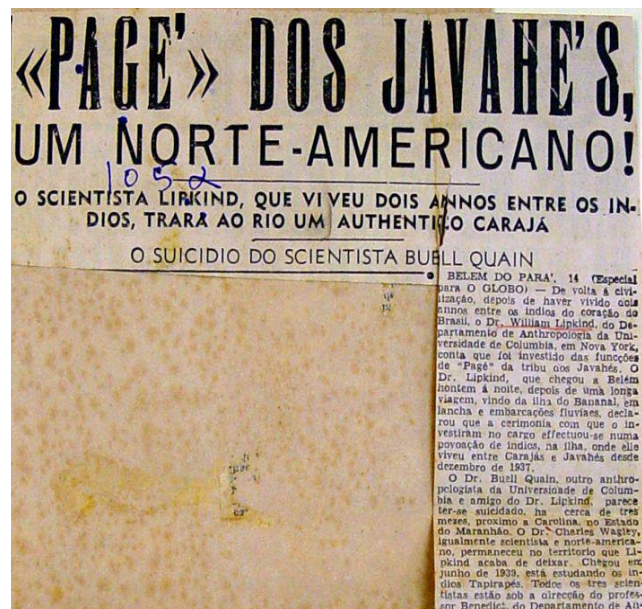 «PAGE'» DOS JAVAHE'S,
UM NORTE-AMERICANO!
1052
O SCIENTISTA LIPKIND, QUE VIVEU DOIS ANNOS ENTRE OS IN-
DIOS, TRARÁ AO RIO UM AUTHENTICO CARAJÁ
O SUICIDIO DO SCIENTISTA BUELL QUAIN
BELEM DO PARA', 14 (Especial
para O GLOBO) — De volta á civi-
lização, depois de haver vivido dois
annos entre os indios do coração do
Brasil, o Dr. William Lipkind, do De-
partamento de Anthropologia da Uni-
versidade de Columbia, em Nova York,
conta que foi investido das funcções
de "Pagé" da tribu dos Javahés. O
Dr. Lipkind, que chegou a Belém
hontem á noite, depois de uma longa
viagem, vindo da ilha do Bananal, em
lancha e embarcações fluviaes, decla-
rou que a cerimonia com que o in-
vestiram no cargo effectuou-se numa
povoação de indios, na ilha, onde elle
viveu entre Carajás e Javahés desde
dezembro de 1937.
O Dr. Buell Quain, outro anthro-
pologista da Universidade de Colum-
bia e amigo do Dr. Lipkind, parece
ter-se suicidado, ha cerca de tres
mezes, proximo a Carolina, no Estado
do Maranhão. O Dr. Charles Wagley,
igualmente scientista e norte-america-
no, permaneceu no territorio que Li-
pkind acaba de deixar. Chegou em
junho de 1939, está estudando os in-
dios Tapirapés. Todos os tres scien-
tistas estão sob a direcção do profes-
sor Benedict, do Departamento de An